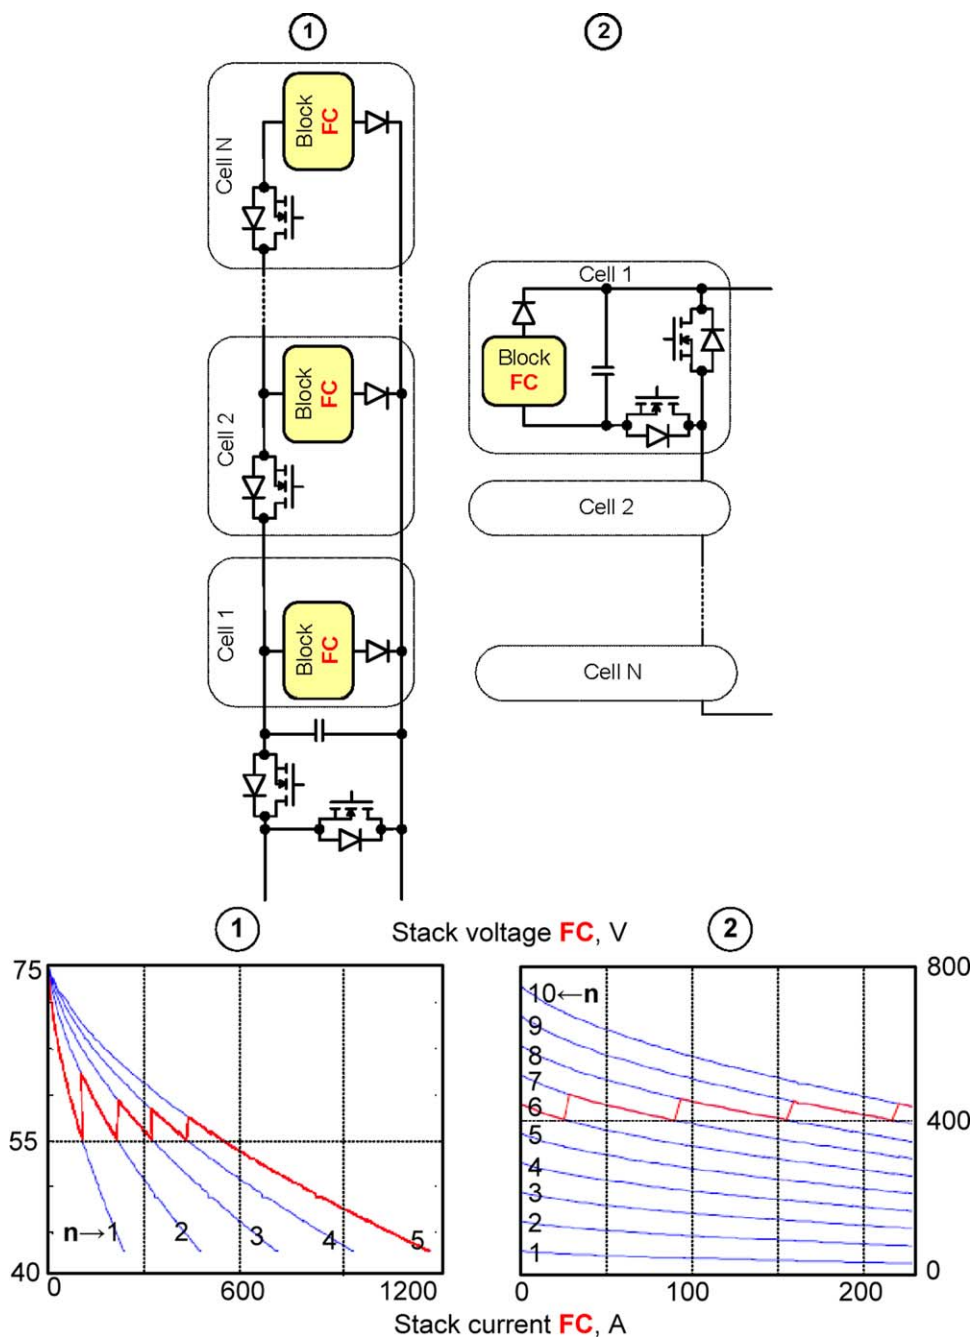 1
2
Block
FC
Cell N
Block
FC
Cell 2
Block
FC
Cell 1
Cell 1
Block
FC
Cell 2
Cell N
1
Stack voltage FC, V
2
75
55
40
n→1
2
3
4
5
0
600
1200
800
400
0
10←n
9
8
7
6
5
4
3
2
1
0
100
200
Stack current FC, A